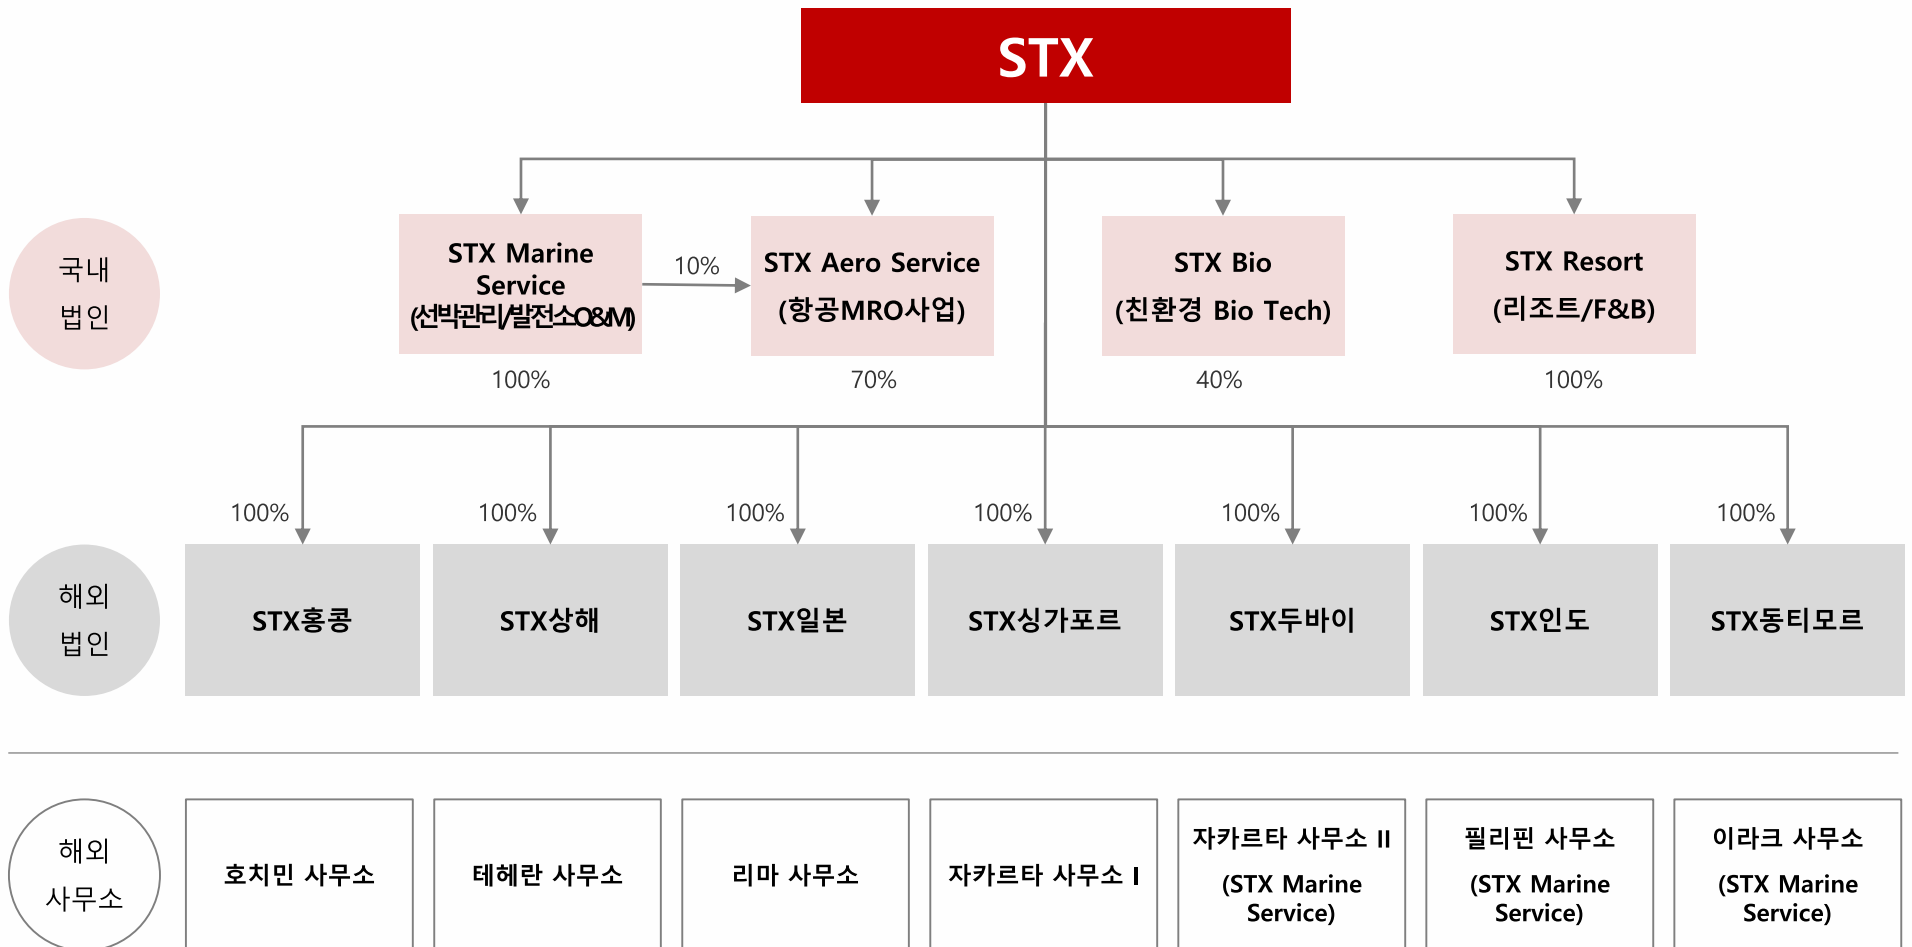 STX
국내
법인
STX Marine
Service
(선박관리/발전소O&M)
10%
STX Aero Service
(항공MRO사업)
STX Bio
(친환경 Bio Tech)
STX Resort
(리조트/F&B)
100%
70%
40%
100%
100%
100%
100%
100%
100%
100%
100%
해외
법인
STX홍콩
STX상해
STX일본
STX싱가포르
STX두바이
STX인도
STX동티모르
해외
사무소
호치민 사무소
테헤란 사무소
리마 사무소
자카르타 사무소 I
자카르타 사무소 II
(STX Marine
Service)
필리핀 사무소
(STX Marine
Service)
이라크 사무소
(STX Marine
Service)